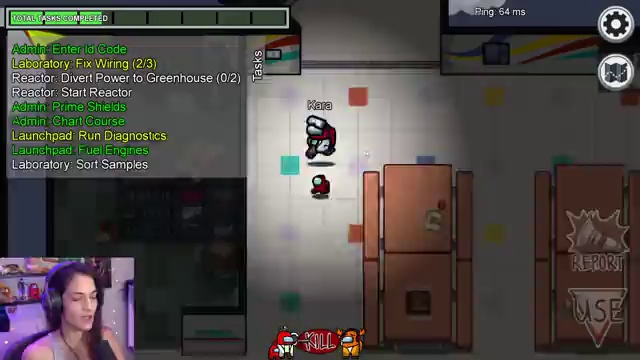 TOTAL TASKS COMPLETED
Ping: 64 ms
Admin: Enter Id Code
Laboratory: Fix Wiring (2/3)
Reactor: Divert Power to Greenhouse (0/2)
Reactor: Start Reactor
Admin: Prime Shields
Admin: Chart Course
Launchpad: Run Diagnostics
Launchpad: Fuel Engines
Laboratory: Sort Samples
Tasks
Kara
REPORT
USE
KILL